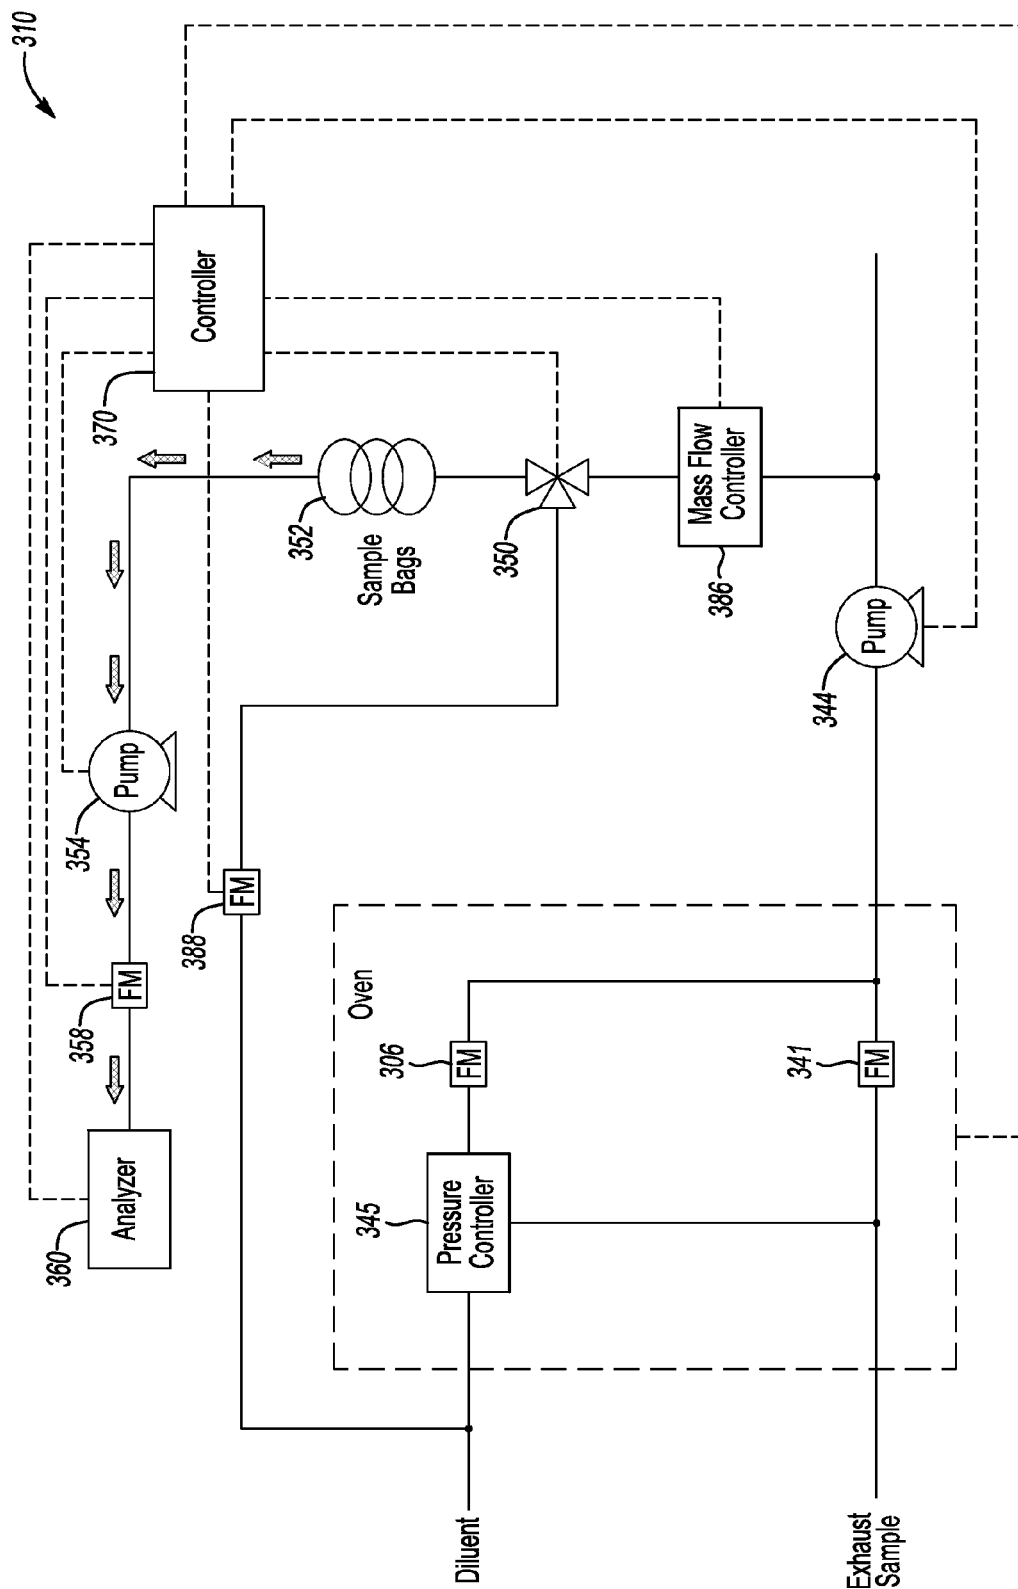 310
Controller
370
352
Sample
Bags
350
Mass Flow
Controller
386
Pump
344
Pump
354
FM
388
FM
358
Oven
FM
306
FM
341
Pressure
Controller
345
Analyzer
360
Diluent
Exhaust
Sample